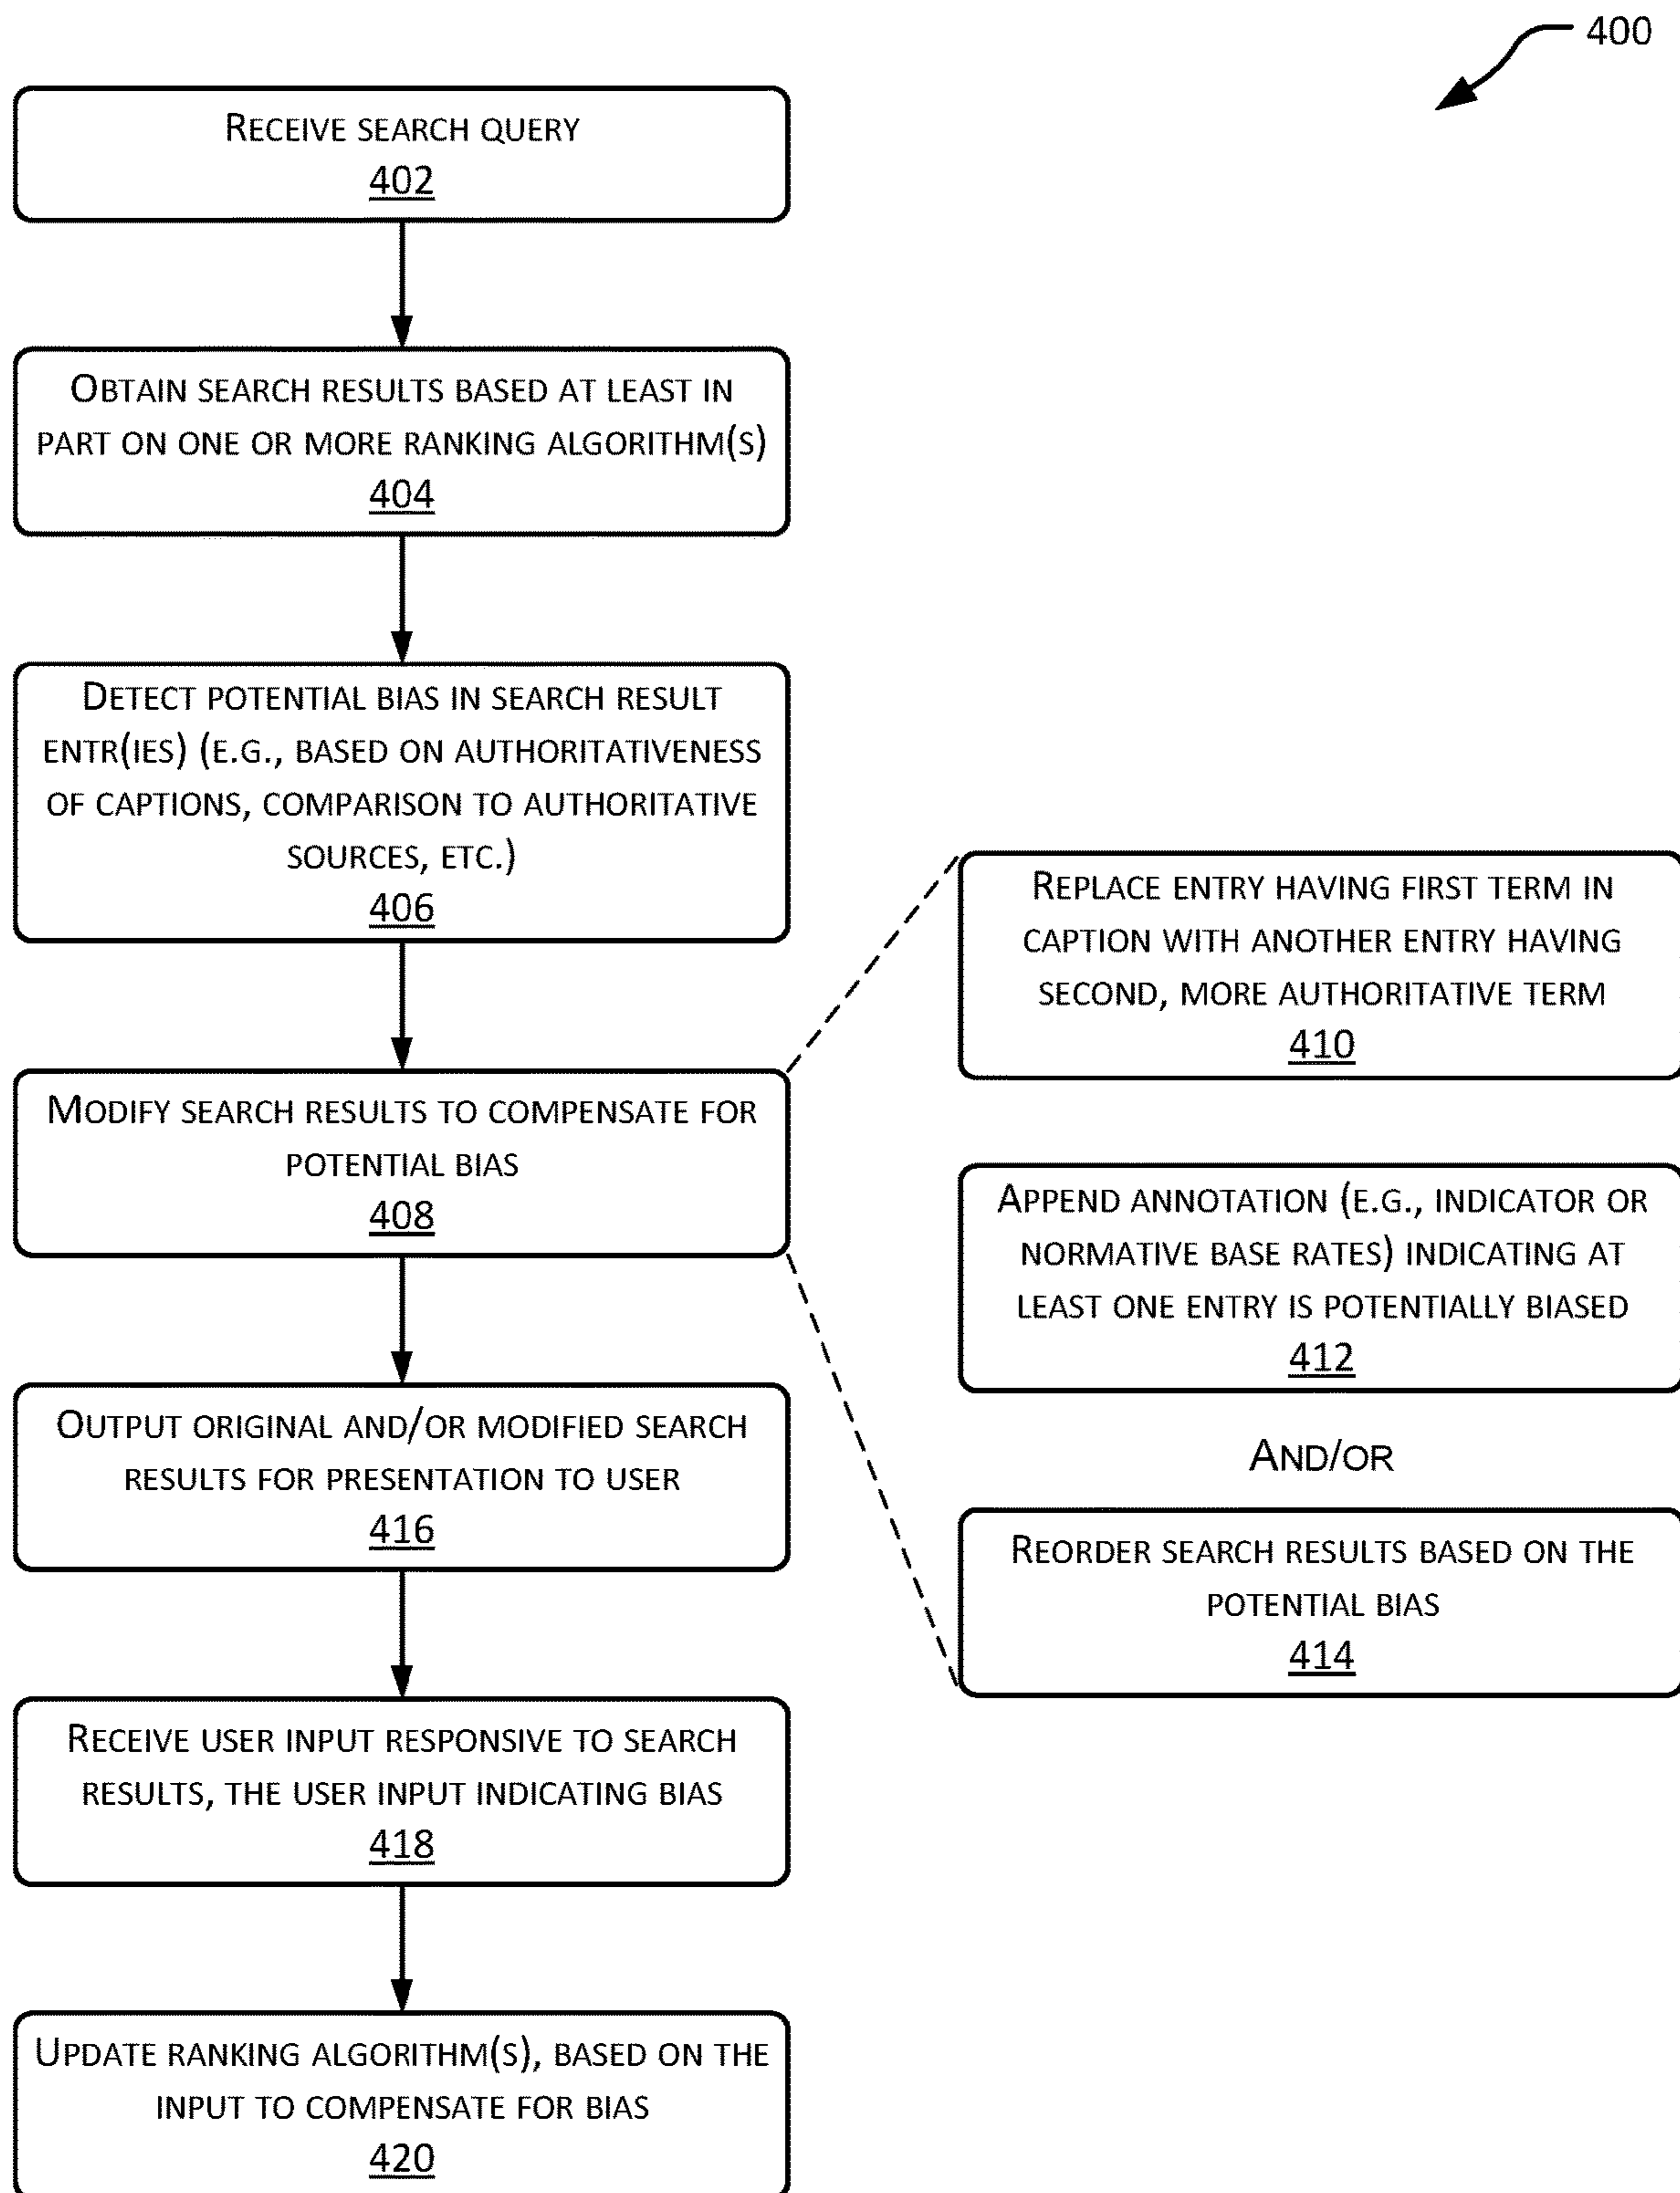 400
RECEIVE SEARCH QUERY
402
OBTAIN SEARCH RESULTS BASED AT LEAST IN
PART ON ONE OR MORE RANKING ALGORITHM(S)
404
DETECT POTENTIAL BIAS IN SEARCH RESULT
ENTR(IES) (E.G., BASED ON AUTHORITATIVENESS
OF CAPTIONS, COMPARISON TO AUTHORITATIVE
SOURCES, ETC.)
406
MODIFY SEARCH RESULTS TO COMPENSATE FOR
POTENTIAL BIAS
408
REPLACE ENTRY HAVING FIRST TERM IN
CAPTION WITH ANOTHER ENTRY HAVING
SECOND, MORE AUTHORITATIVE TERM
410
APPEND ANNOTATION (E.G., INDICATOR OR
NORMATIVE BASE RATES) INDICATING AT
LEAST ONE ENTRY IS POTENTIALLY BIASED
412
AND/OR
REORDER SEARCH RESULTS BASED ON THE
POTENTIAL BIAS
414
OUTPUT ORIGINAL AND/OR MODIFIED SEARCH
RESULTS FOR PRESENTATION TO USER
416
RECEIVE USER INPUT RESPONSIVE TO SEARCH
RESULTS, THE USER INPUT INDICATING BIAS
418
UPDATE RANKING ALGORITHM(S), BASED ON THE
INPUT TO COMPENSATE FOR BIAS
420